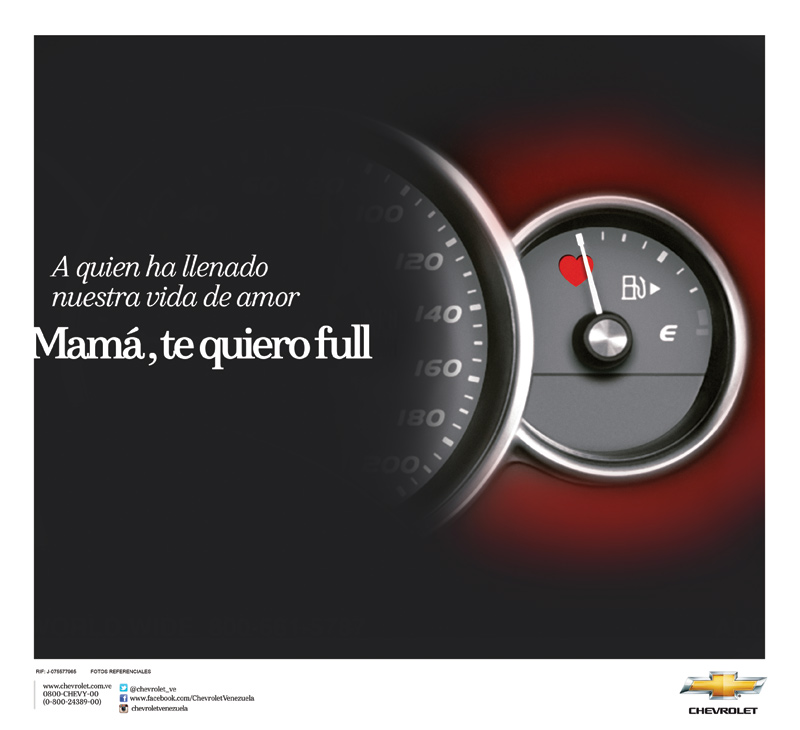 A quien ha llenado
nuestra vida de amor
Mamá, te quiero full
100
120
140
160
180
200
E
RIF: J-075577065 FOTOS REFERENCIALES
www.chevrolet.com.ve
0800-CHEVY-00
(0-800-24389-00)
@chevrolet_ve
www.facebook.com/ChevroletVenezuela
chevroletvenezuela
CHEVROLET